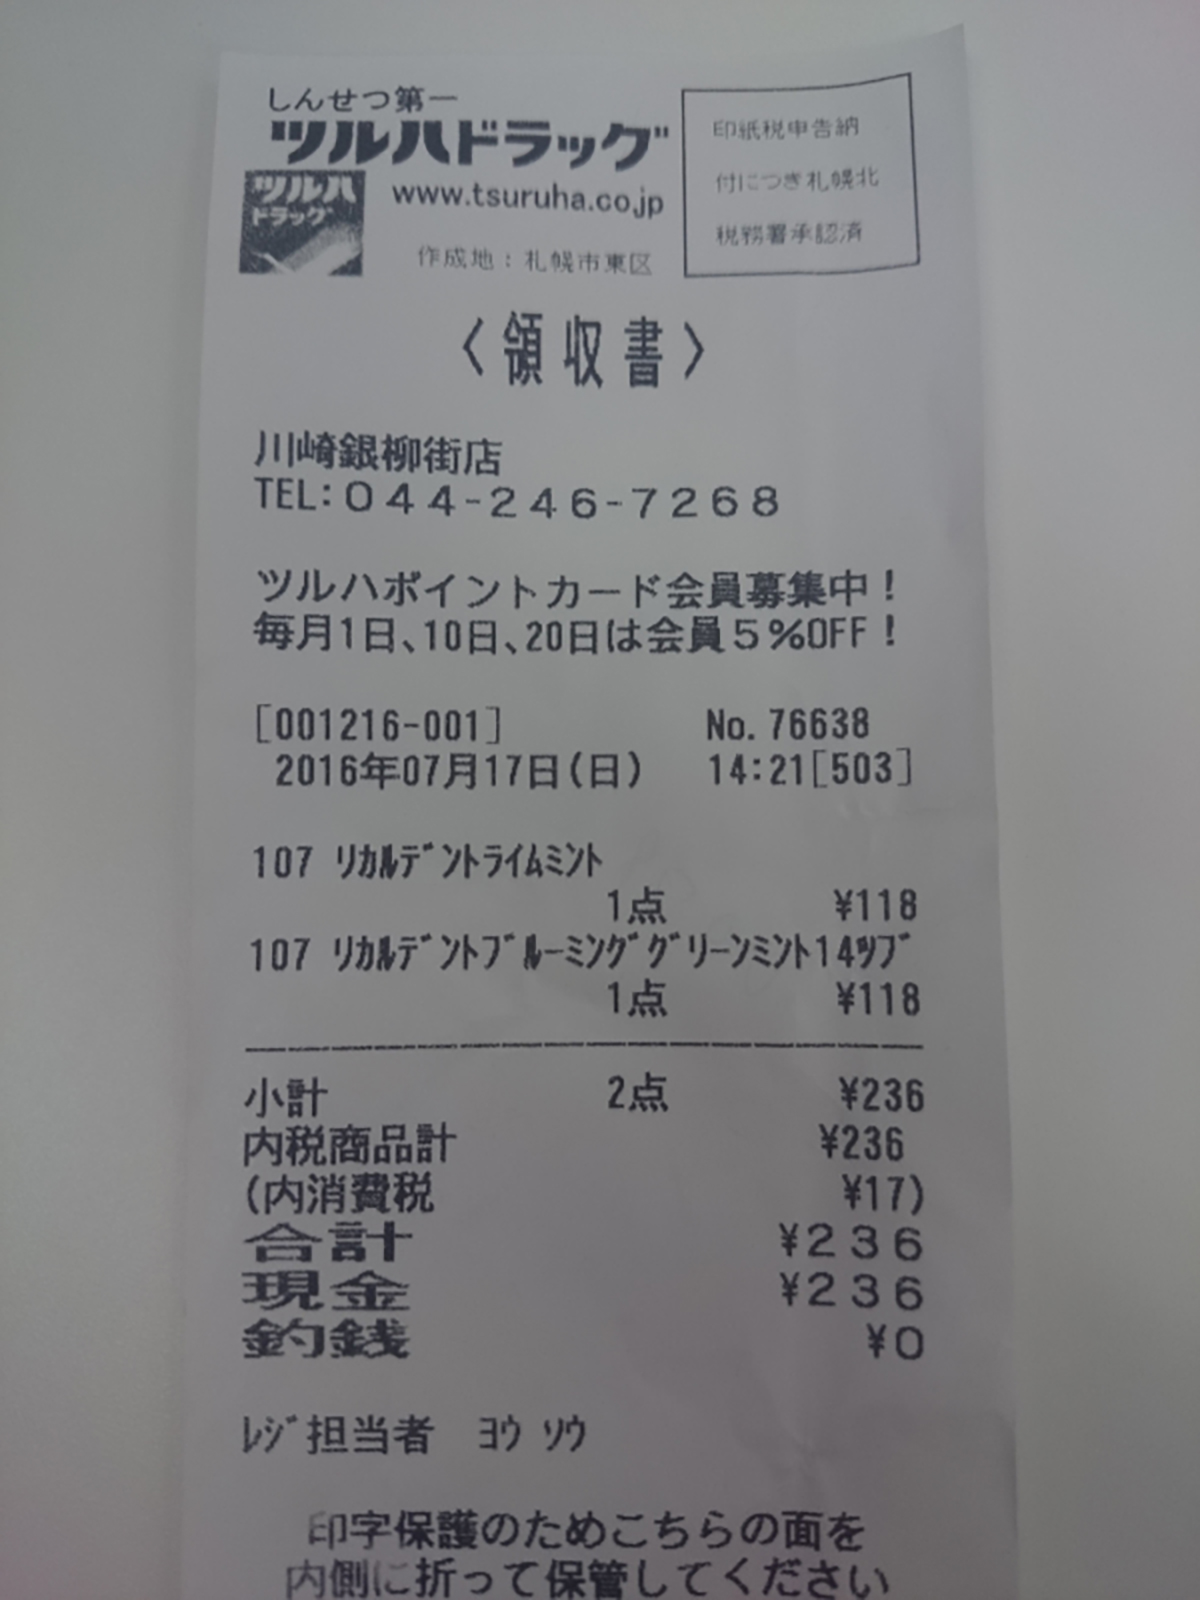 しんせつ第一
ツルハドラッグ
ツルハ
ドラッグ
www.tsuruha.co.jp
作成地：札幌市東区
印紙税申告納
付につき札幌北
税務署承認済
〈領収書〉
川崎銀柳街店
TEL:044-246-7268
ツルハポイントカード会員募集中！
毎月1日、10日、20日は会員５%OFF！
[001216-001] No.76638
2016年07月17日(日) 14:21[503]
107 ﾘｶﾙﾃﾞﾝﾄﾗｲﾑﾐﾝﾄ
1点 ¥118
107 ﾘｶﾙﾃﾞﾝﾄﾌﾞﾙｰﾐﾝｸﾞｸﾞﾘｰﾝﾐﾝﾄ14ﾂﾌﾞ
1点 ¥118
小計 2点 ¥236
内税商品計 ¥236
(内消費税 ¥17)
合計 ¥236
現金 ¥236
釣銭 ¥0
ﾚｼﾞ担当者 ﾖｳ ｿｳ
印字保護のためこちらの面を
内側に折って保管してください